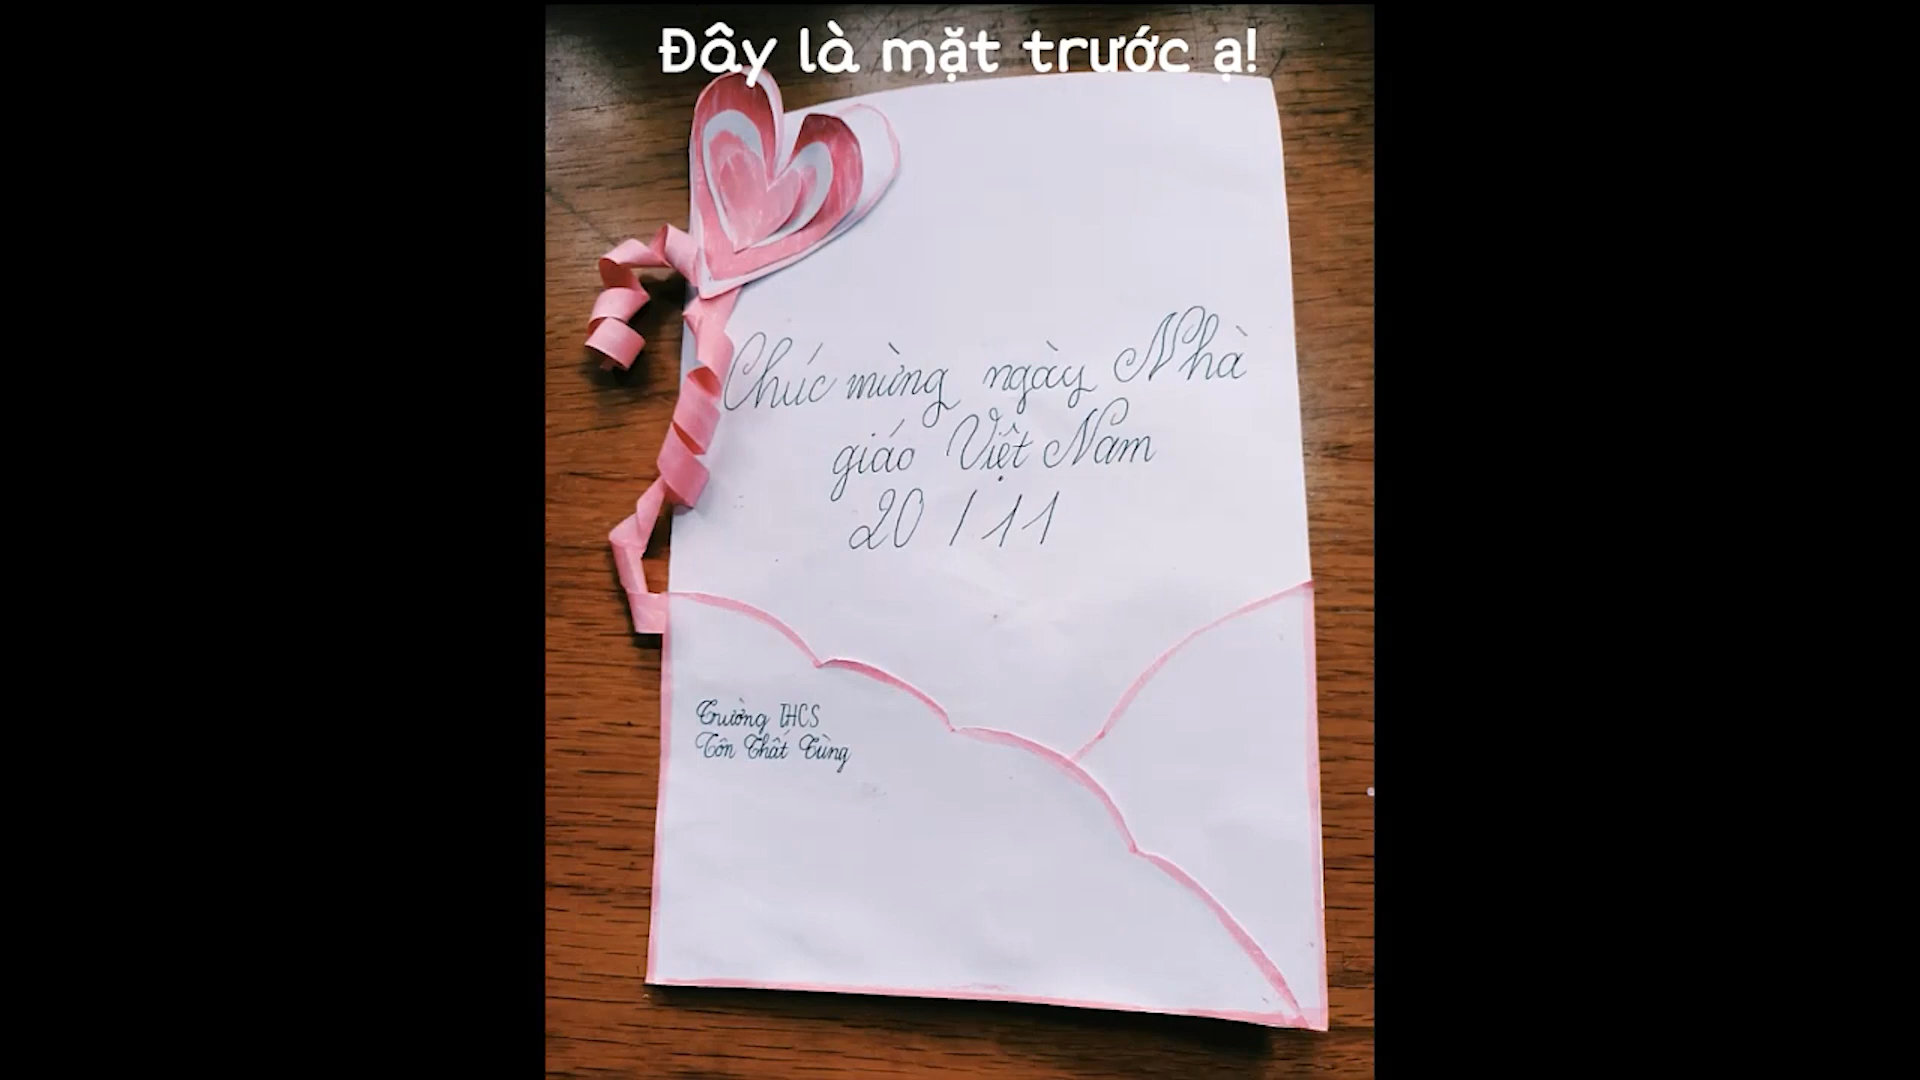 Đây là mặt trước ạ!
Chúc mừng ngày Nhà
giáo Việt Nam
20/11
Trường THCS
Tôn Thất Tùng